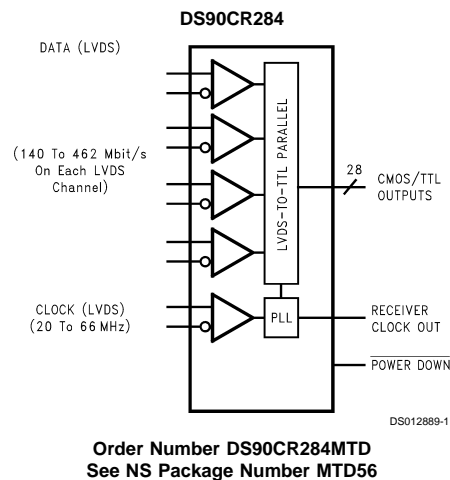 DS90CR284
DATA (LVDS)
(140 To 462 Mbit/s
On Each LVDS
Channel)
LVDS-TO-TTL PARALLEL
28
CMOS/TTL
OUTPUTS
CLOCK (LVDS)
(20 To 66 MHz)
PLL
RECEIVER
CLOCK OUT
POWER DOWN
DS012889-1
Order Number DS90CR284MTD
See NS Package Number MTD56